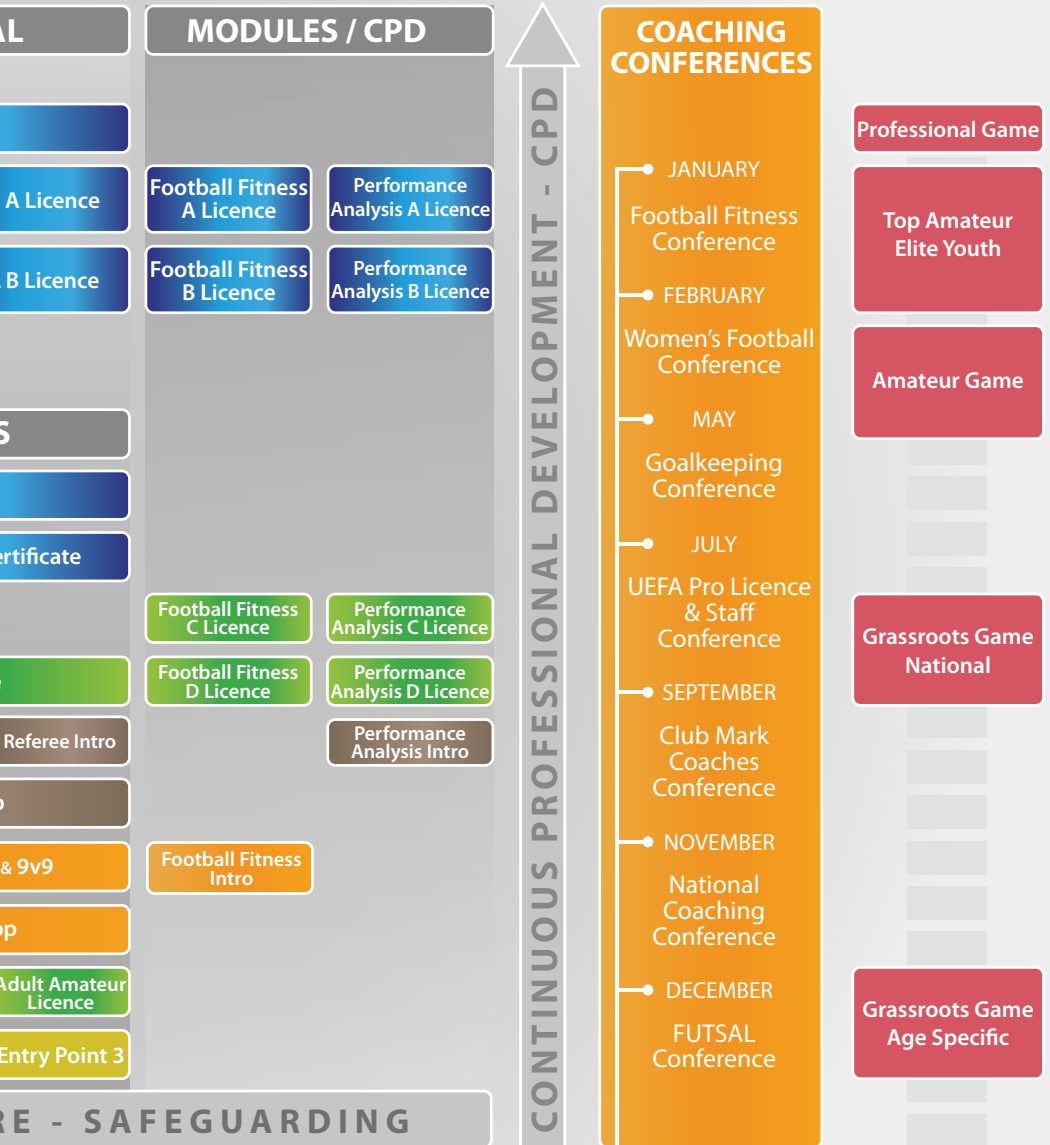 AL
A Licence
B Licence
S
ertificate
e
Referee Intro
p
& 9v9
op
Adult Amateur
Licence
Entry Point 3
RE - SAFEGUARDING
MODULES / CPD
Football Fitness
A Licence
Performance
Analysis A Licence
Football Fitness
B Licence
Performance
Analysis B Licence
Football Fitness
C Licence
Performance
Analysis C Licence
Football Fitness
D Licence
Performance
Analysis D Licence
Performance
Analysis Intro
Football Fitness
Intro
CONTINUOUS PROFESSIONAL DEVELOPMENT - CPD
COACHING
CONFERENCES
JANUARY
Football Fitness
Conference
FEBRUARY
Women’s Football
Conference
MAY
Goalkeeping
Conference
JULY
UEFA Pro Licence
& Staff
Conference
SEPTEMBER
Club Mark
Coaches
Conference
NOVEMBER
National
Coaching
Conference
DECEMBER
FUTSAL
Conference
Professional Game
Top Amateur
Elite Youth
Amateur Game
Grassroots Game
National
Grassroots Game
Age Specific